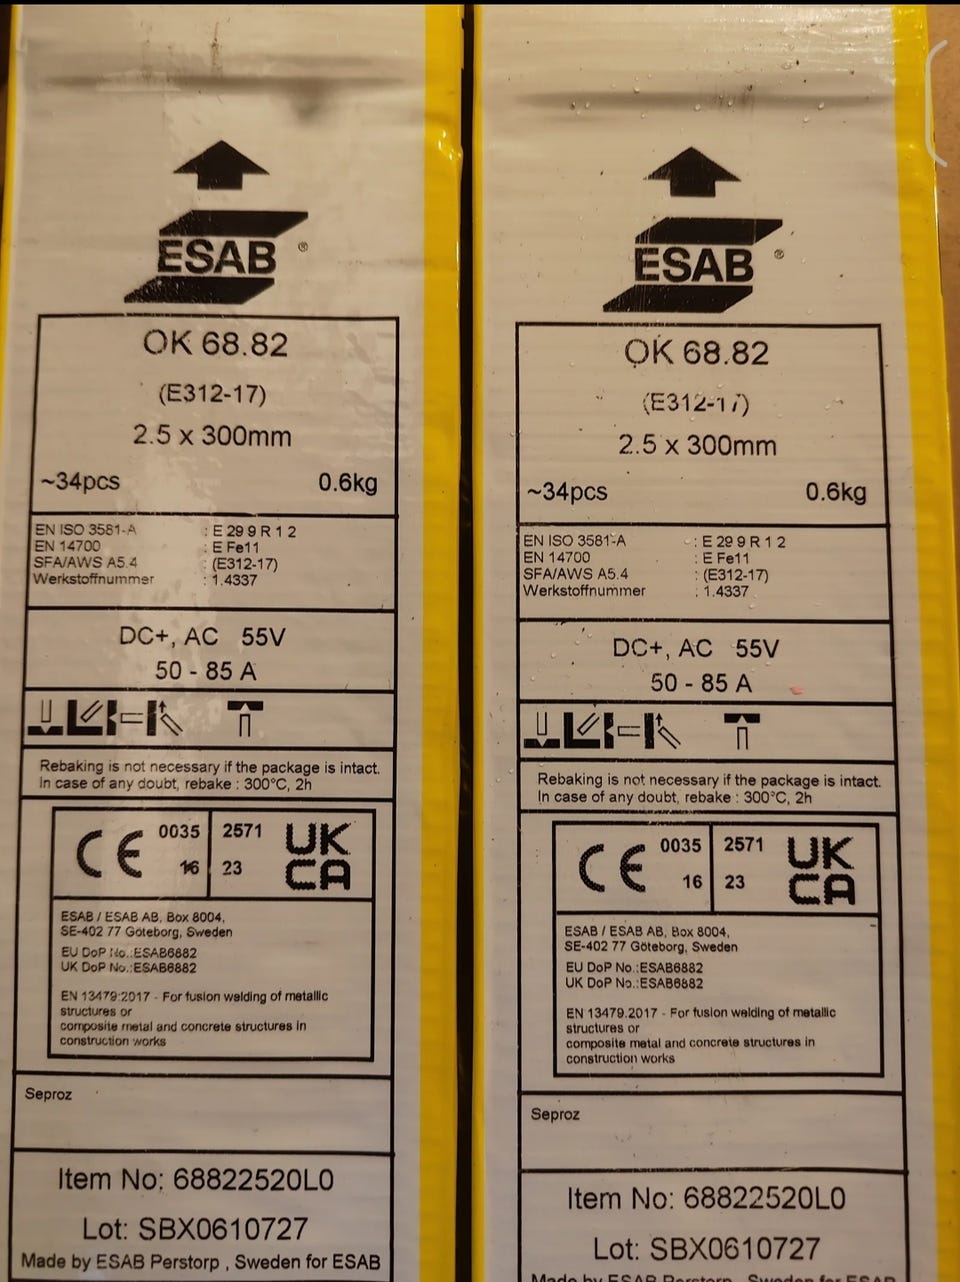 ESAB ®
OK 68.82
(E312-17)
2.5 x 300mm
~34pcs 0.6kg
EN ISO 3581-A : E 29 9 R 1 2
EN 14700 : E Fe11
SFA/AWS A5.4 : (E312-17)
Werkstoffnummer : 1.4337
DC+, AC 55V
50 - 85 A
Rebaking is not necessary if the package is intact.
In case of any doubt, rebake : 300°C, 2h
CE 0035 2571 UK
16 23 CA
ESAB / ESAB AB, Box 8004,
SE-402 77 Göteborg, Sweden
EU DoP No.:ESAB6882
UK DoP No.:ESAB6882
EN 13479:2017 - For fusion welding of metallic
structures or
composite metal and concrete structures in
construction works
Seproz
Item No: 68822520L0
Lot: SBX0610727
Made by ESAB Perstorp , Sweden for ESAB
ESAB ®
OK 68.82
(E312-17)
2.5 x 300mm
~34pcs 0.6kg
EN ISO 3581-A : E 29 9 R 1 2
EN 14700 : E Fe11
SFA/AWS A5.4 : (E312-17)
Werkstoffnummer : 1.4337
DC+, AC 55V
50 - 85 A
Rebaking is not necessary if the package is intact.
In case of any doubt, rebake : 300°C, 2h
CE 0035 2571 UK
16 23 CA
ESAB / ESAB AB, Box 8004,
SE-402 77 Göteborg, Sweden
EU DoP No.:ESAB6882
UK DoP No.:ESAB6882
EN 13479:2017 - For fusion welding of metallic
structures or
composite metal and concrete structures in
construction works
Seproz
Item No: 68822520L0
Lot: SBX0610727
Made by ESAB Perstorp , Sweden for ESAB